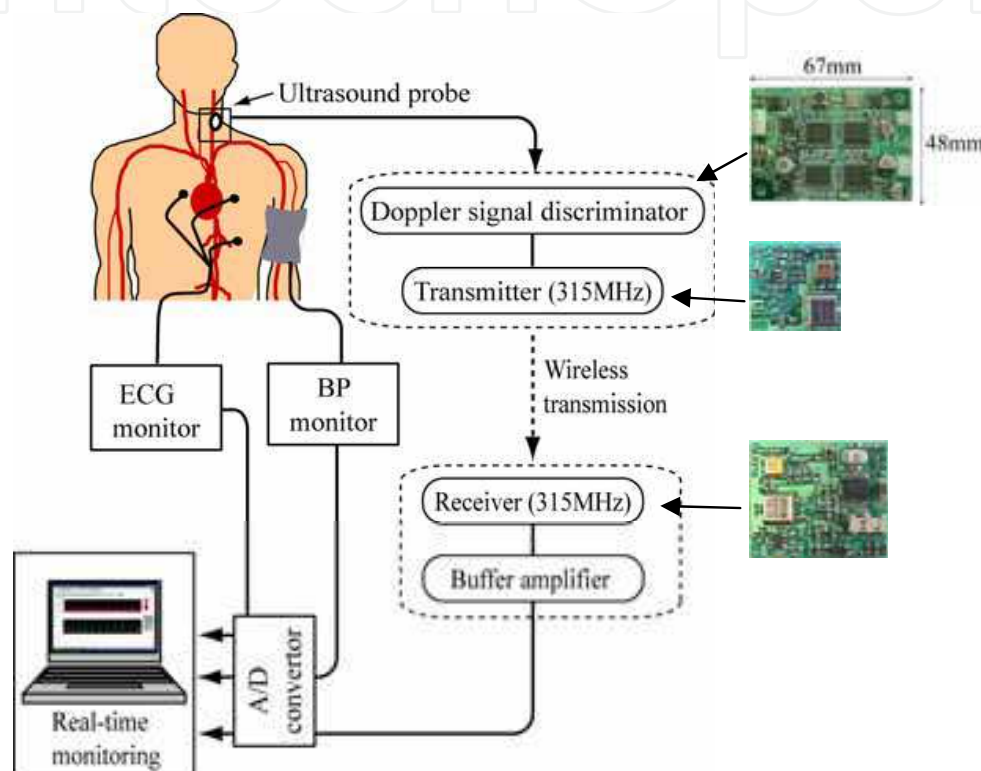 67mm
48mm
Ultrasound probe
Doppler signal discriminator
Transmitter (315MHz)
Wireless
transmission
ECG
monitor
BP
monitor
Receiver (315MHz)
Buffer amplifier
A/D
convertor
Real-time
monitoring